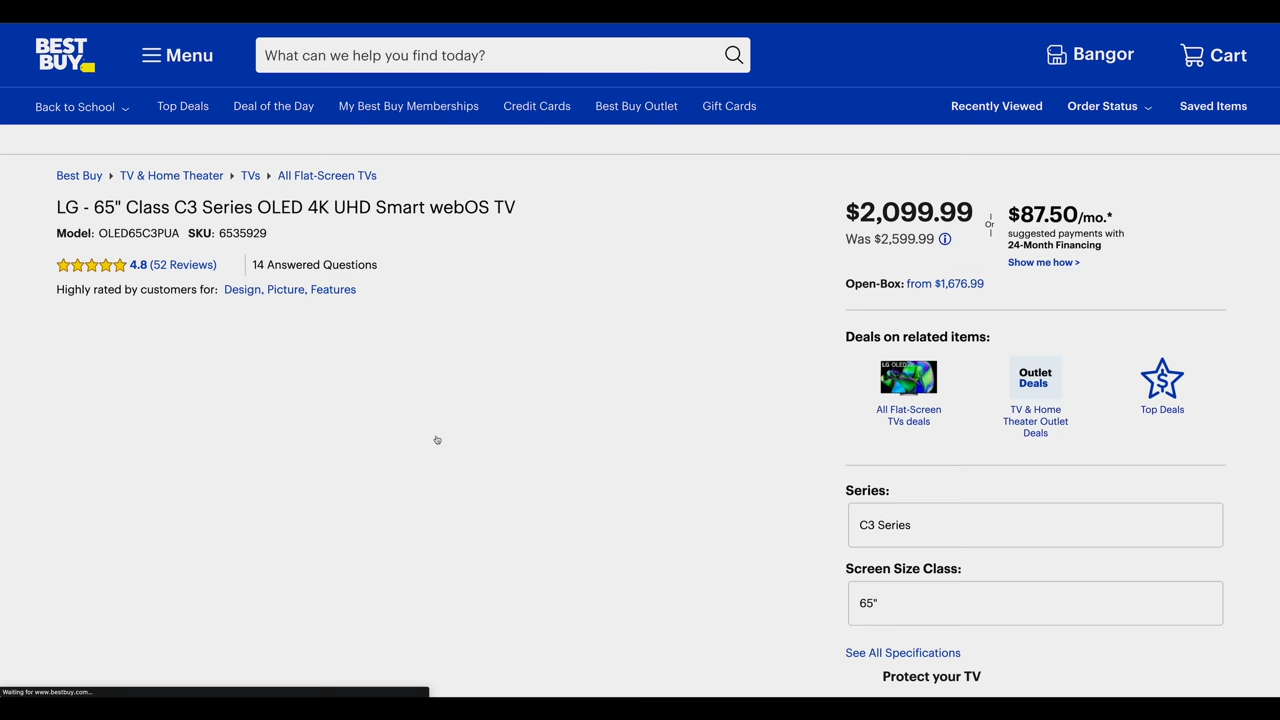 BEST
BUY
Menu
What can we help you find today?
Bangor
Cart
Back to School
Top Deals
Deal of the Day
My Best Buy Memberships
Credit Cards
Best Buy Outlet
Gift Cards
Recently Viewed
Order Status
Saved Items
Best Buy
TV & Home Theater
TVs
All Flat-Screen TVs
LG - 65" Class C3 Series OLED 4K UHD Smart webOS TV
Model: OLED65C3PUA SKU: 6535929
4.8 (52 Reviews)
14 Answered Questions
Highly rated by customers for: Design, Picture, Features
$2,099.99
Was $2,599.99
Or
$87.50/mo.*
suggested payments with
24-Month Financing
Show me how >
Open-Box: from $1,676.99
Deals on related items:
LG OLED
All Flat-Screen
TVs deals
Outlet
Deals
TV & Home
Theater Outlet
Deals
Top Deals
Series:
C3 Series
Screen Size Class:
65"
See All Specifications
Protect your TV
Waiting for www.bestbuy.com...